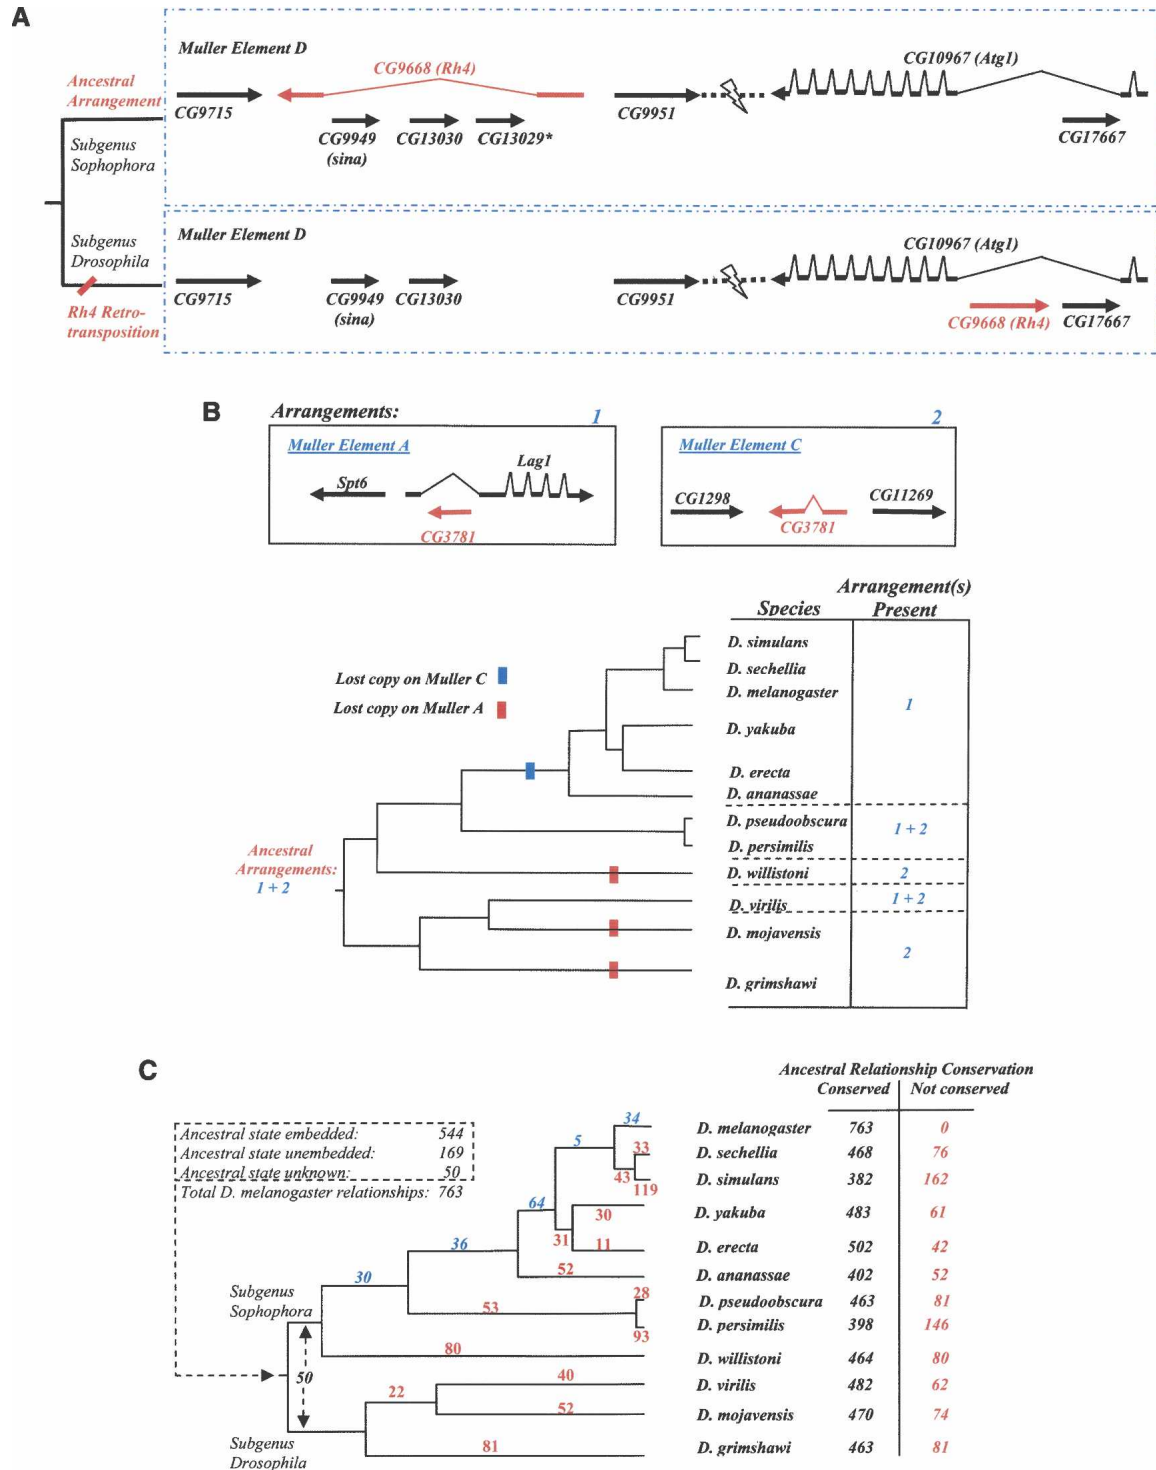 A
Muller Element D
Ancestral
Arrangement
CG9668 (Rh4)
CG10967 (Atg1)
CG9715
CG9951
CG9949
(sina)
CG13030
CG13029*
CG17667
Subgenus
Sophophora
Muller Element D
Subgenus
Drosophila
CG10967 (Atg1)
CG9715
CG9949
(sina)
CG13030
CG9951
CG9668 (Rh4)
CG17667
Rh4 Retro-
transposition
B
Arrangements:
1
2
Muller Element A
Spt6
Lag1
CG3781
Muller Element C
CG1298
CG11269
CG3781
Arrangement(s)
Species Present
Lost copy on Muller C
Lost copy on Muller A
D. simulans
D. sechellia
D. melanogaster
1
D. yakuba
D. erecta
D. ananassae
D. pseudoobscura
1 + 2
D. persimilis
D. willistoni 2
D. virilis 1 + 2
D. mojavensis
2
D. grimshawi
Ancestral
Arrangements:
1 + 2
C
Ancestral Relationship Conservation
Conserved Not conserved
Ancestral state embedded: 544
Ancestral state unembedded: 169
Ancestral state unknown: 50
Total D. melanogaster relationships: 763
34 D. melanogaster 763 0
5
33 D. sechellia 468 76
43
119 D. simulans 382 162
64
30 D. yakuba 483 61
31
11 D. erecta 502 42
36
52 D. ananassae 402 52
30
28 D. pseudoobscura 463 81
53
93 D. persimilis 398 146
Subgenus
Sophophora
80 D. willistoni 464 80
50
40 D. virilis 482 62
22
52 D. mojavensis 470 74
81 D. grimshawi 463 81
Subgenus
Drosophila